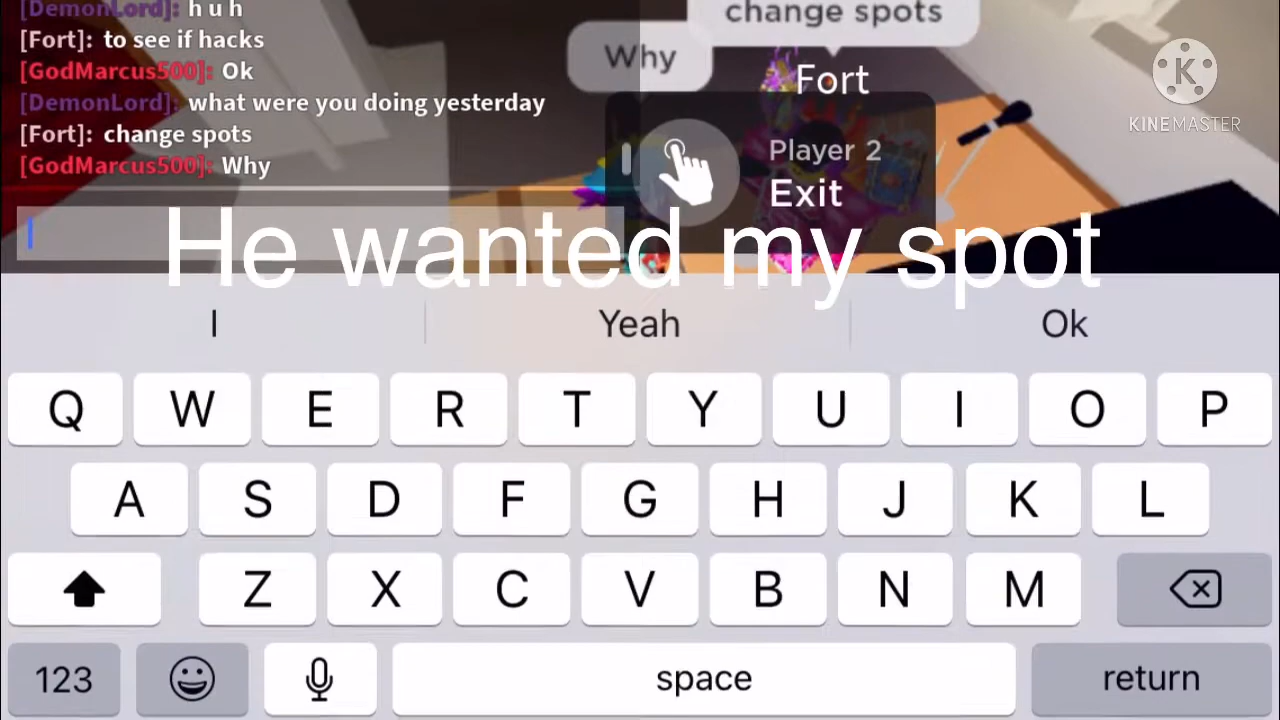 [DemonLord]: h u h
[Fort]: to see if hacks
[GodMarcus500]: Ok
[DemonLord]: what were you doing yesterday
[Fort]: change spots
[GodMarcus500]: Why
change spots
Why
Fort
K
KINEMASTER
Player 2
Exit
He wanted my spot
I Yeah Ok
Q W E R T Y U I O P
A S D F G H J K L
Z X C V B N M
123 space return